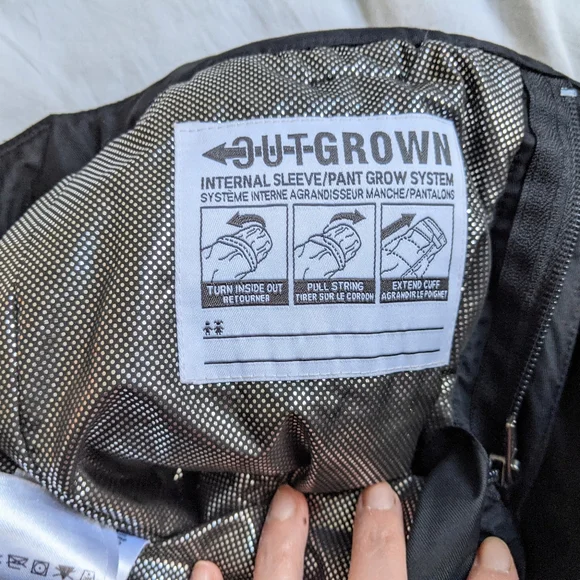 OUTGROWN
INTERNAL SLEEVE/PANT GROW SYSTEM
SYSTÈME INTERNE AGRANDISSEUR MANCHE/PANTALONS
TURN INSIDE OUT
RETOURNER
PULL STRING
TIRER SUR LE CORDON
EXTEND CUFF
AGRANDIR LE POIGNET